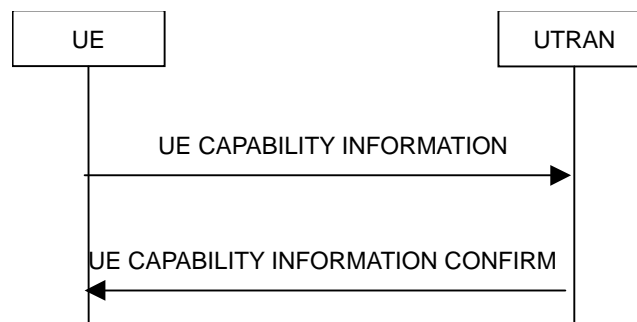 UE
UTRAN
UE CAPABILITY INFORMATION
UE CAPABILITY INFORMATION CONFIRM